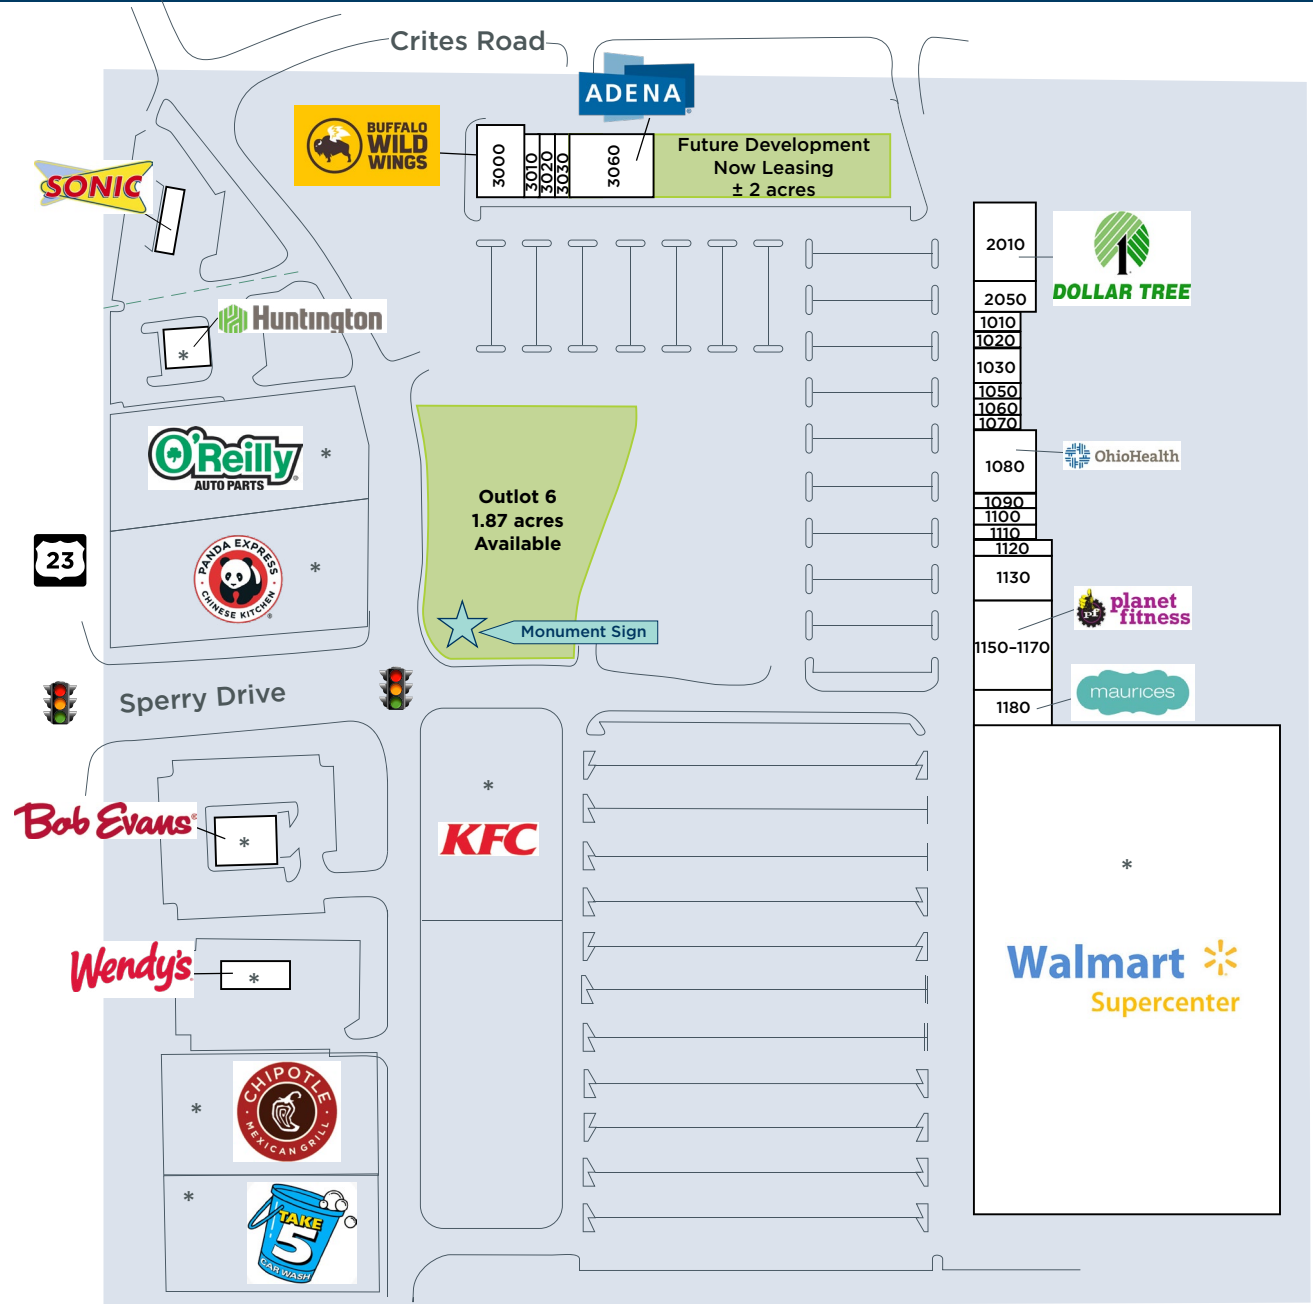 Crites Road
ADENA
BUFFALO
WILD
WINGS
3000
3010
3020
3030
3060
Future Development
Now Leasing
± 2 acres
SONIC
2010
DOLLAR TREE
2050
1010
1020
1030
1050
1060
1070
1080
OhioHealth
1090
1100
1110
1120
1130
1150-1170
planet
fitness
PF
1180
maurices
Huntington
*
O'Reilly
AUTO PARTS
*
Outlot 6
1.87 acres
Available
23
PANDA EXPRESS
CHINESE KITCHEN
*
Monument Sign
Sperry Drive
Bob Evans
*
*
KFC
*
Walmart
Supercenter
Wendy's
*
CHIPOTLE
MEXICAN GRILL
*
*
TAKE
5
CAR WASH